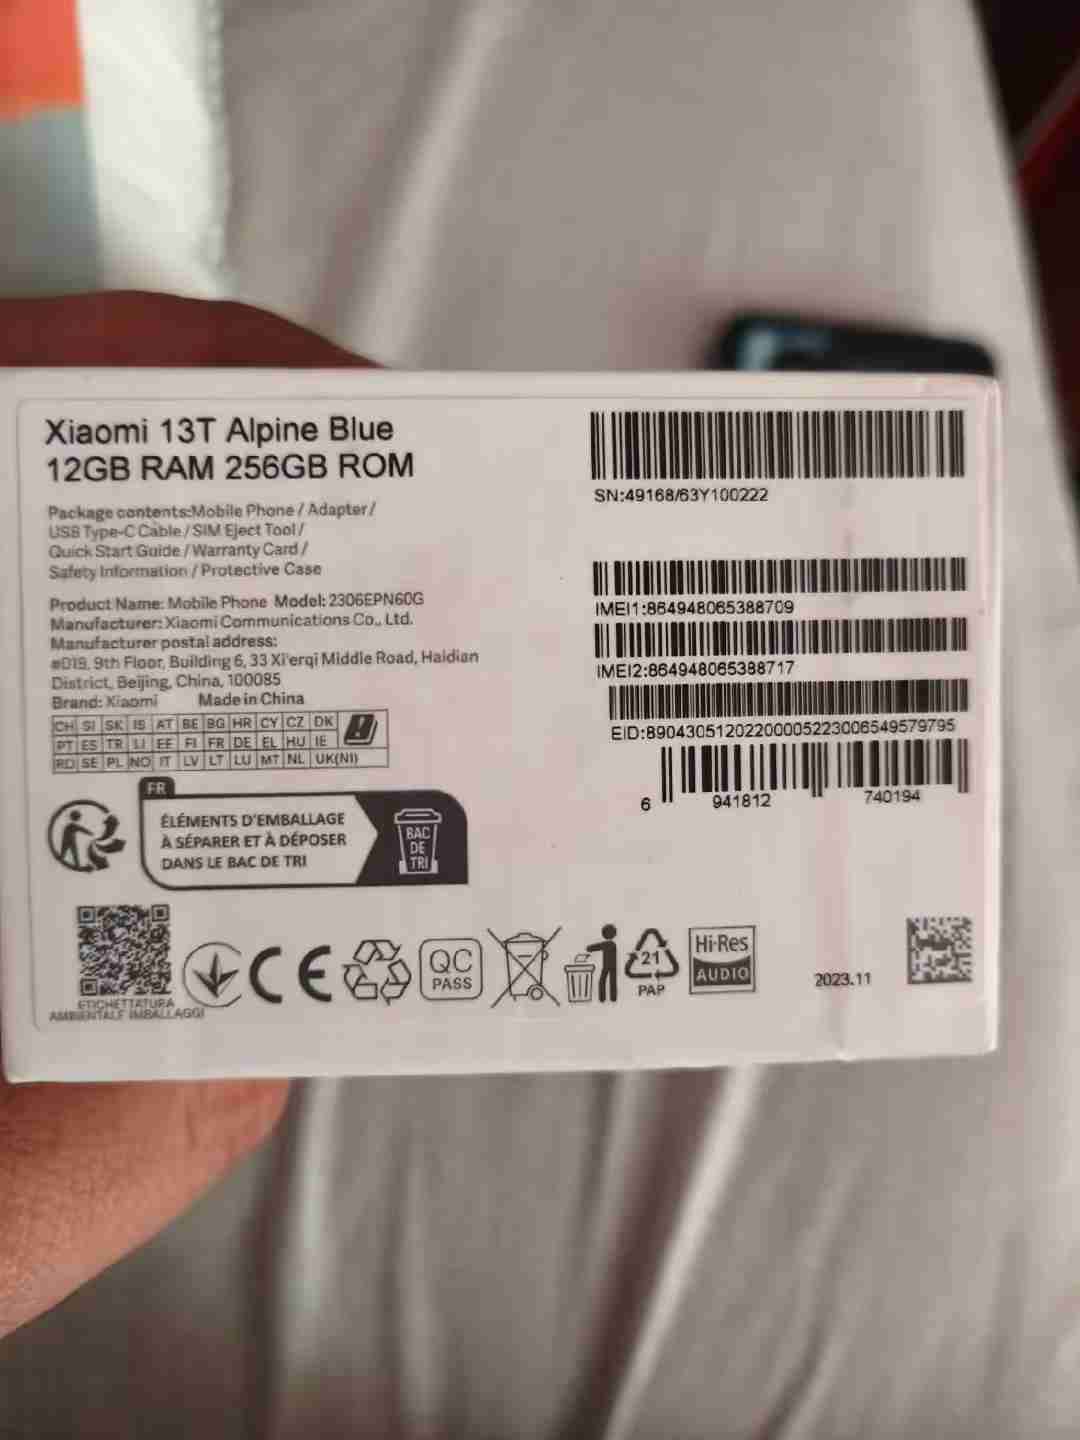 Xiaomi 13T Alpine Blue
12GB RAM 256GB ROM
Package contents:Mobile Phone / Adapter /
USB Type-C Cable / SIM Eject Tool /
Quick Start Guide / Warranty Card /
Safety Information / Protective Case
Product Name: Mobile Phone Model: 2306EPN60G
Manufacturer: Xiaomi Communications Co., Ltd.
Manufacturer postal address:
#019, 9th Floor, Building 6, 33 Xi'erqi Middle Road, Haidian
District, Beijing, China, 100085
Brand: Xiaomi Made in China
CH SI SK IS AT BE BG HR CY CZ DK
PT ES TR LI EE FI FR DE EL HU IE
RO SE PL NO IT LV LT LU MT NL UK(NI)
FR
ÉLÉMENTS D'EMBALLAGE
À SÉPARER ET À DÉPOSER
DANS LE BAC DE TRI
BAC
DE
TRI
ETICHETTATURA
AMBIENTALE IMBALLAGGI
CE
QC
PASS
21
PAP
Hi-Res
AUDIO
SN:49168/63Y100222
IMEI1:864948065388709
IMEI2:864948065388717
EID:89043051202200005223006549579795
6 941812 740194
2023.11